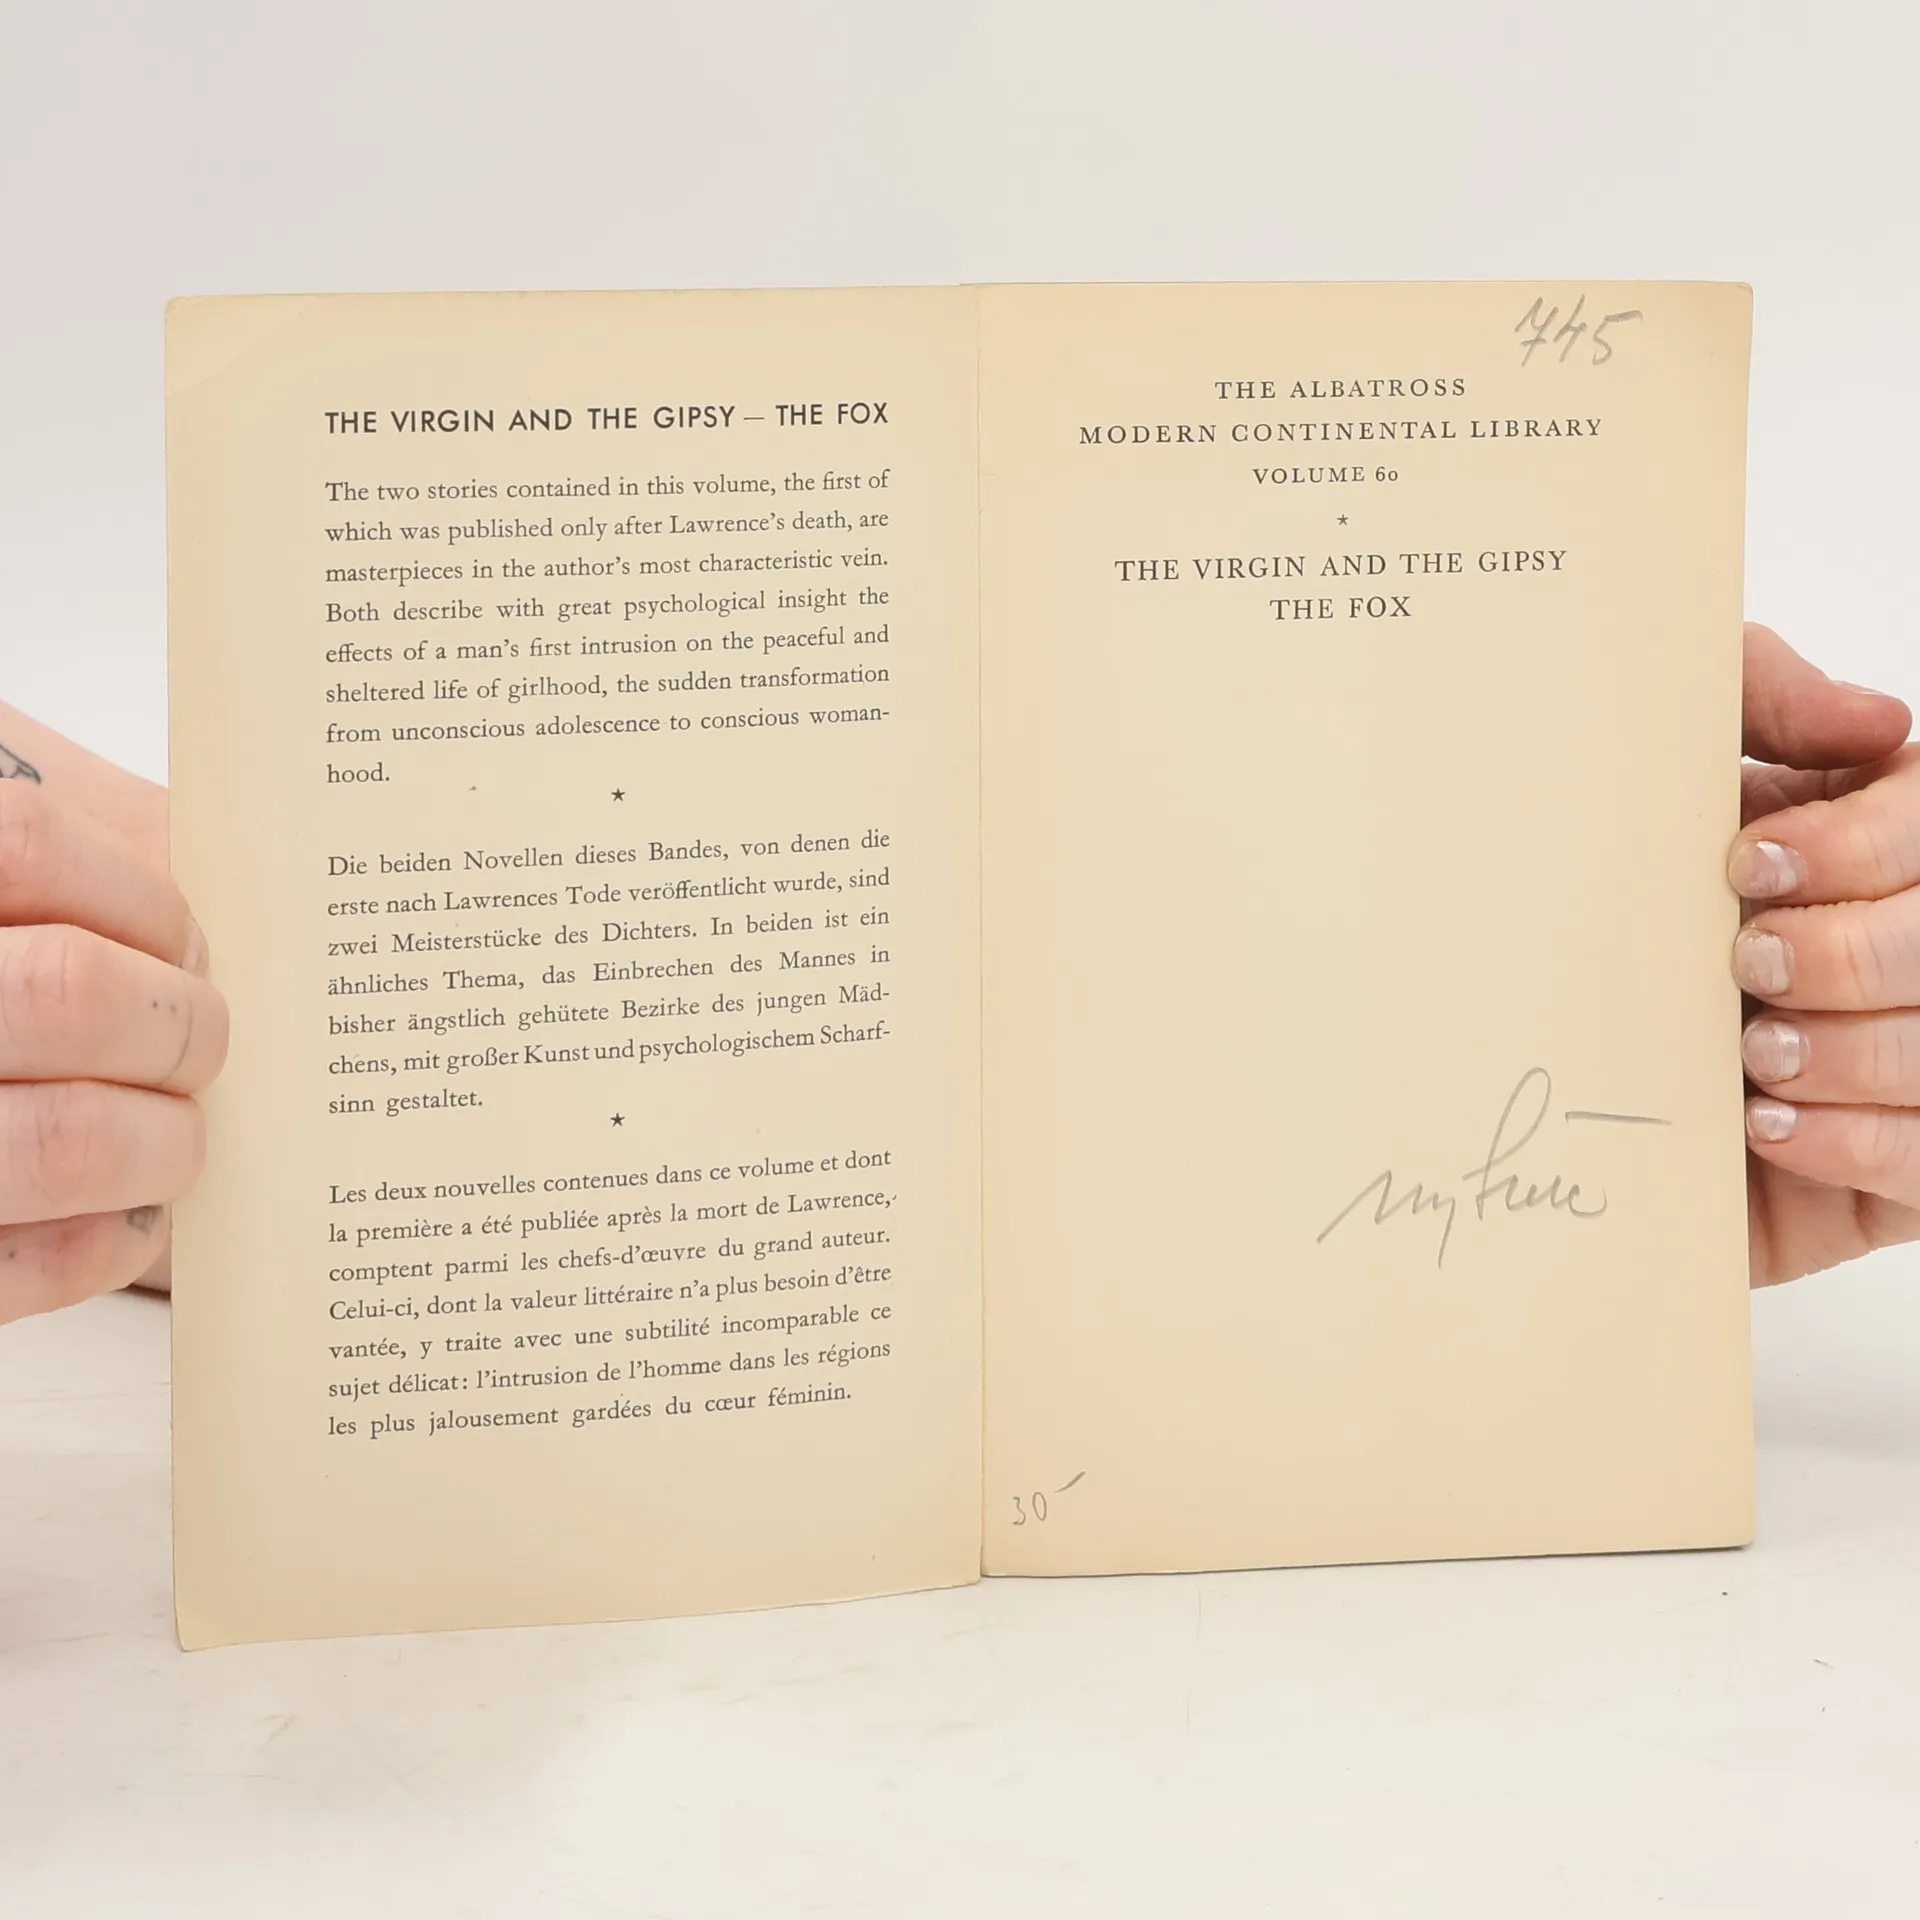 THE VIRGIN AND THE GIPSY — THE FOX
The two stories contained in this volume, the first of
which was published only after Lawrence's death, are
masterpieces in the author's most characteristic vein.
Both describe with great psychological insight the
effects of a man's first intrusion on the peaceful and
sheltered life of girlhood, the sudden transformation
from unconscious adolescence to conscious woman-
hood.
★
Die beiden Novellen dieses Bandes, von denen die
erste nach Lawrences Tode veröffentlicht wurde, sind
zwei Meisterstücke des Dichters. In beiden ist ein
ähnliches Thema, das Einbrechen des Mannes in
bisher ängstlich gehütete Bezirke des jungen Mäd-
chens, mit großer Kunst und psychologischem Scharf-
sinn gestaltet.
★
Les deux nouvelles contenues dans ce volume et dont
la première a été publiée après la mort de Lawrence,
comptent parmi les chefs-d'œuvre du grand auteur.
Celui-ci, dont la valeur littéraire n'a plus besoin d'être
vantée, y traite avec une subtilité incomparable ce
sujet délicat: l'intrusion de l'homme dans les régions
les plus jalousement gardées du cœur féminin.
745
THE ALBATROSS
MODERN CONTINENTAL LIBRARY
VOLUME 60
★
THE VIRGIN AND THE GIPSY
THE FOX
30